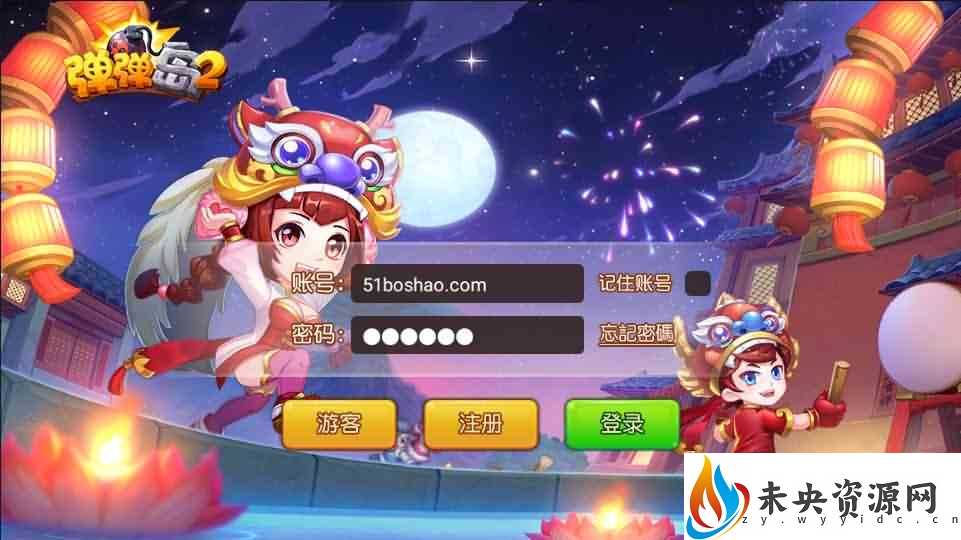 弹弹岛2
账号: 51boshao.com 记住账号
密码: ●●●●●● 忘記密碼
游客 注册 登录
未央资源网
zy.wyyidc.cn